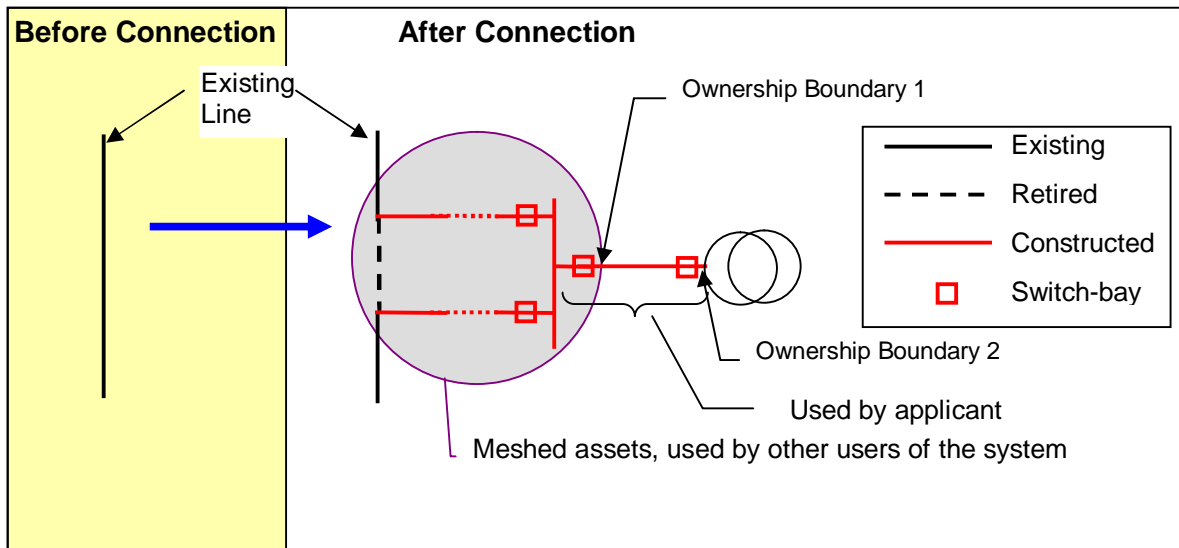 Before Connection
After Connection
Existing
Line
Ownership Boundary 1
Existing
Retired
Constructed
Switch-bay
Ownership Boundary 2
Used by applicant
Meshed assets, used by other users of the system